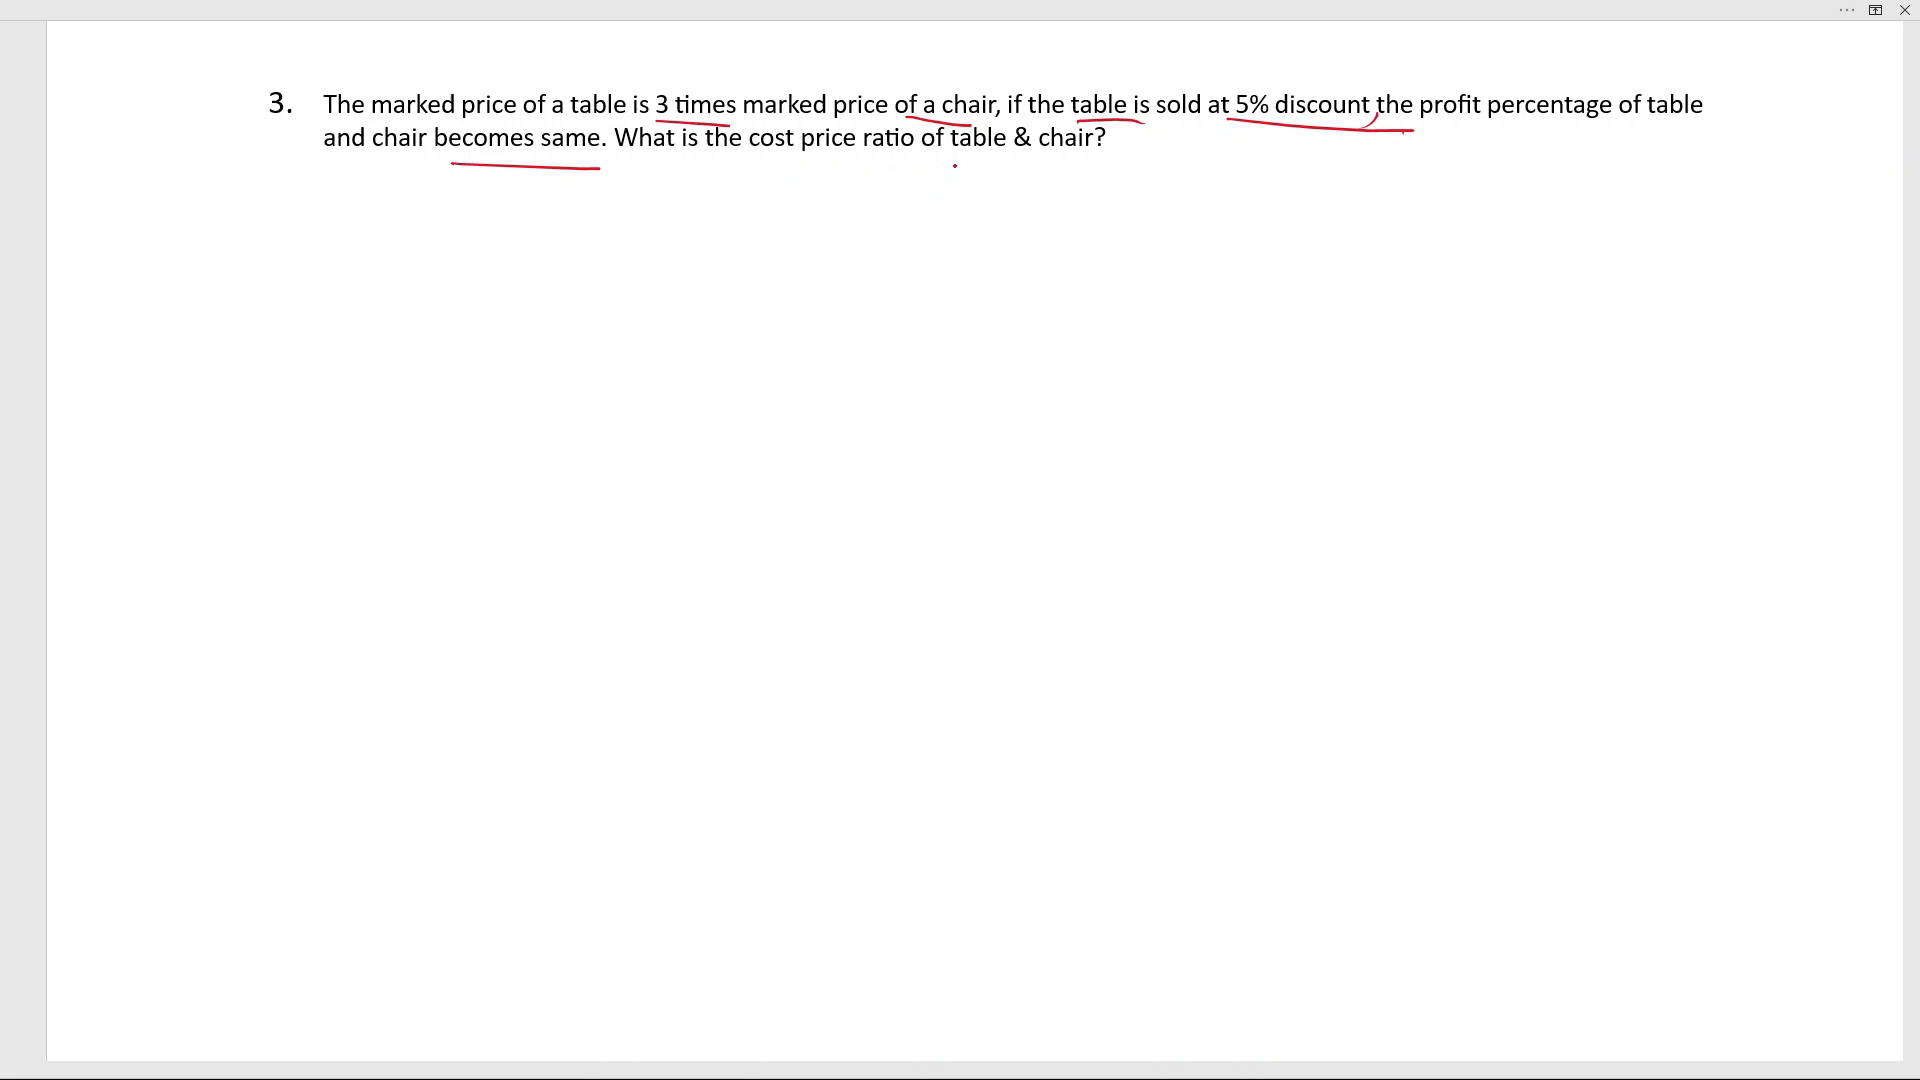 3. The marked price of a table is 3 times marked price of a chair, if the table is sold at 5% discount the profit percentage of table
and chair becomes same. What is the cost price ratio of table & chair?